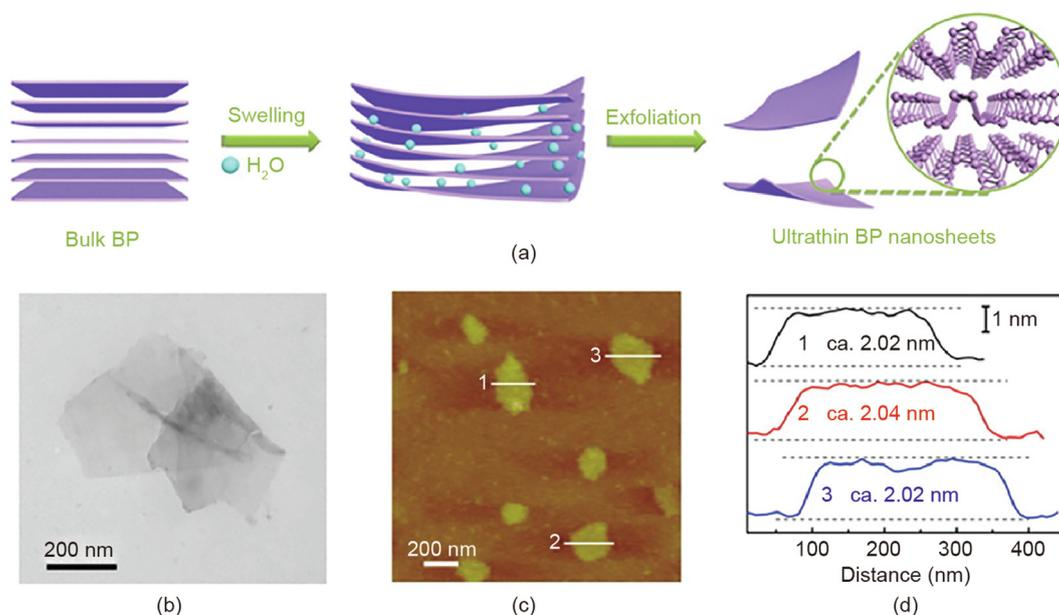 Swelling
H₂O
Exfoliation
Bulk BP
Ultrathin BP nanosheets
(a)
200 nm
(b)
1
3
2
200 nm
(c)
1 nm
1 ca. 2.02 nm
2 ca. 2.04 nm
3 ca. 2.02 nm
100 200 300 400
Distance (nm)
(d)